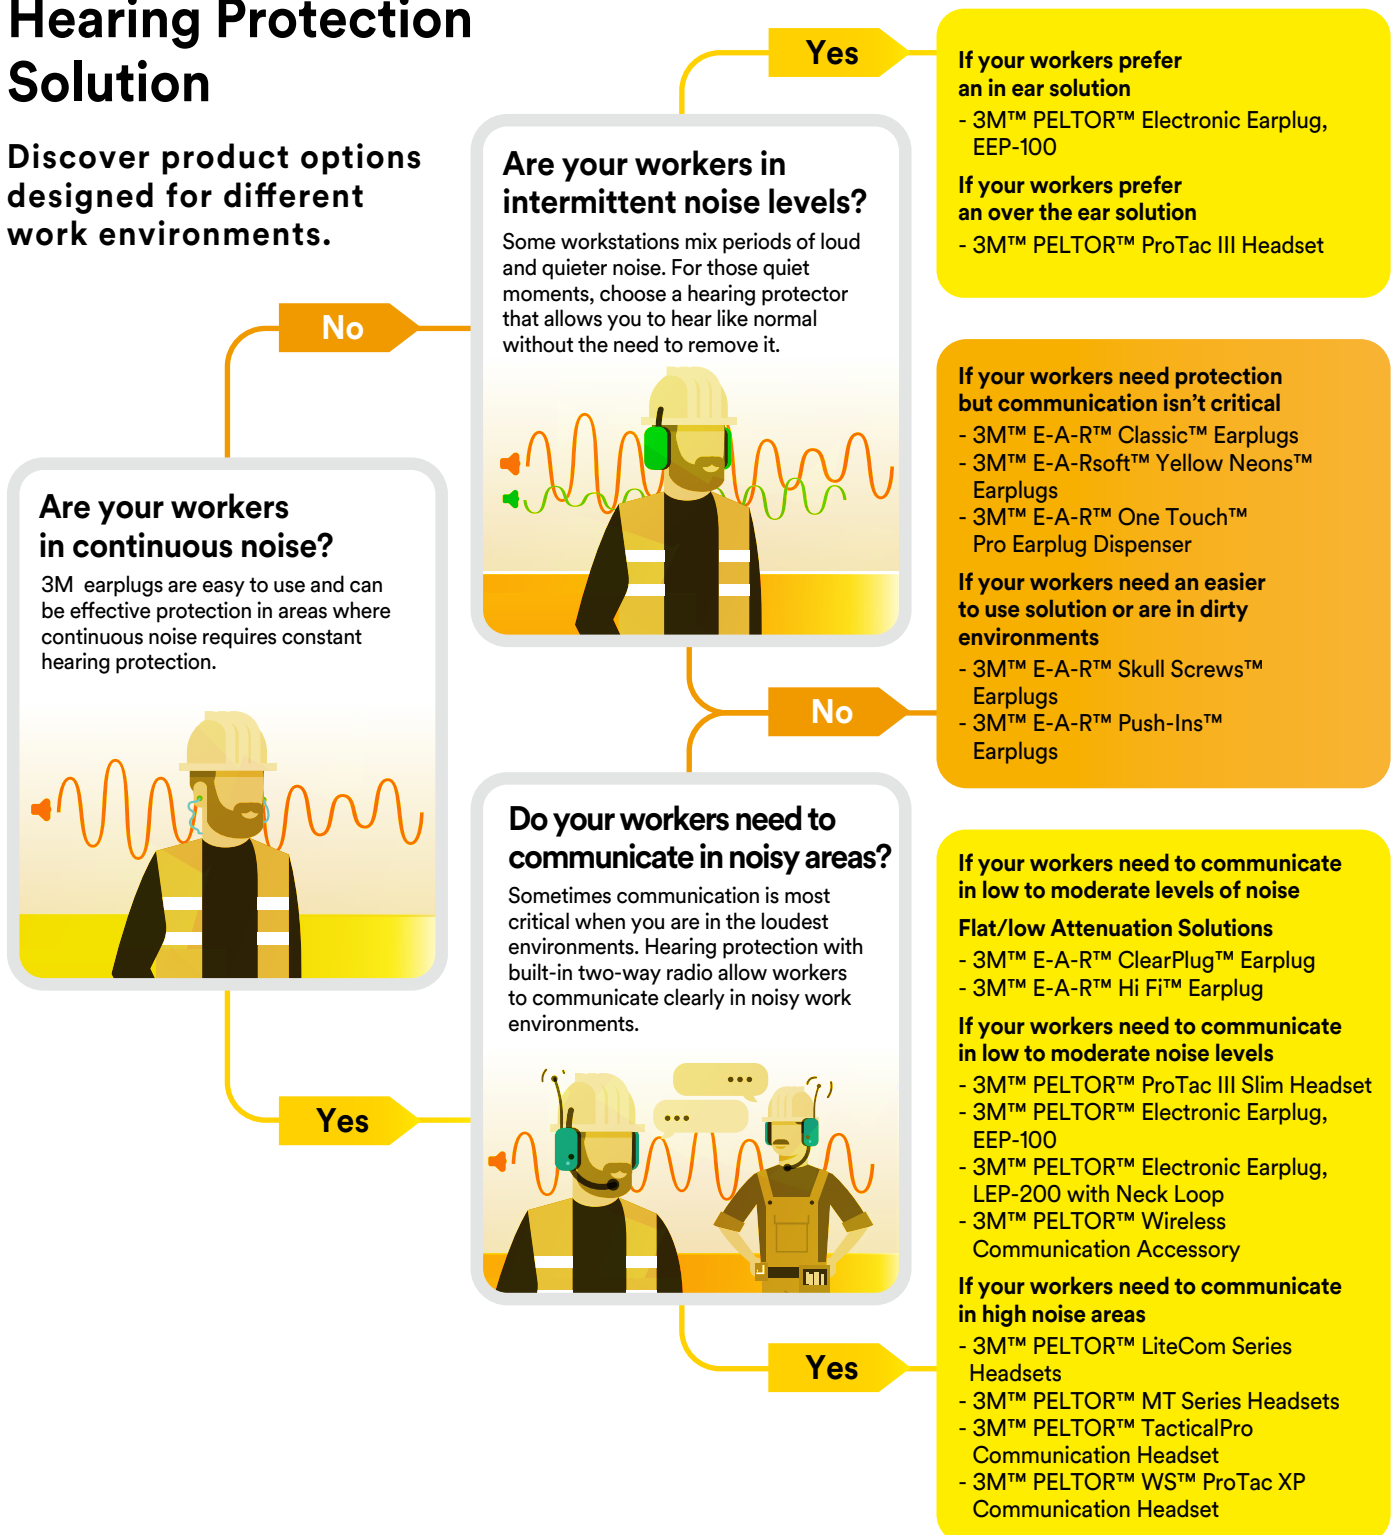 Hearing Protection
Solution
Discover product options
designed for different
work environments.
No
Are your workers
in continuous noise?
3M earplugs are easy to use and can
be effective protection in areas where
continuous noise requires constant
hearing protection.
Yes
Yes
Are your workers in
intermittent noise levels?
Some workstations mix periods of loud
and quieter noise. For those quiet
moments, choose a hearing protector
that allows you to hear like normal
without the need to remove it.
No
Do your workers need to
communicate in noisy areas?
Sometimes communication is most
critical when you are in the loudest
environments. Hearing protection with
built-in two-way radio allow workers
to communicate clearly in noisy work
environments.
Yes
If your workers prefer
an in ear solution
- 3M™ PELTOR™ Electronic Earplug,
EEP-100
If your workers prefer
an over the ear solution
- 3M™ PELTOR™ ProTac III Headset
If your workers need protection
but communication isn't critical
- 3M™ E-A-R™ Classic™ Earplugs
- 3M™ E-A-Rsoft™ Yellow Neons™
Earplugs
- 3M™ E-A-R™ One Touch™
Pro Earplug Dispenser
If your workers need an easier
to use solution or are in dirty
environments
- 3M™ E-A-R™ Skull Screws™
Earplugs
- 3M™ E-A-R™ Push-Ins™
Earplugs
If your workers need to communicate
in low to moderate levels of noise
Flat/low Attenuation Solutions
- 3M™ E-A-R™ ClearPlug™ Earplug
- 3M™ E-A-R™ Hi Fi™ Earplug
If your workers need to communicate
in low to moderate noise levels
- 3M™ PELTOR™ ProTac III Slim Headset
- 3M™ PELTOR™ Electronic Earplug,
EEP-100
- 3M™ PELTOR™ Electronic Earplug,
LEP-200 with Neck Loop
- 3M™ PELTOR™ Wireless
Communication Accessory
If your workers need to communicate
in high noise areas
- 3M™ PELTOR™ LiteCom Series
Headsets
- 3M™ PELTOR™ MT Series Headsets
- 3M™ PELTOR™ TacticalPro
Communication Headset
- 3M™ PELTOR™ WS™ ProTac XP
Communication Headset